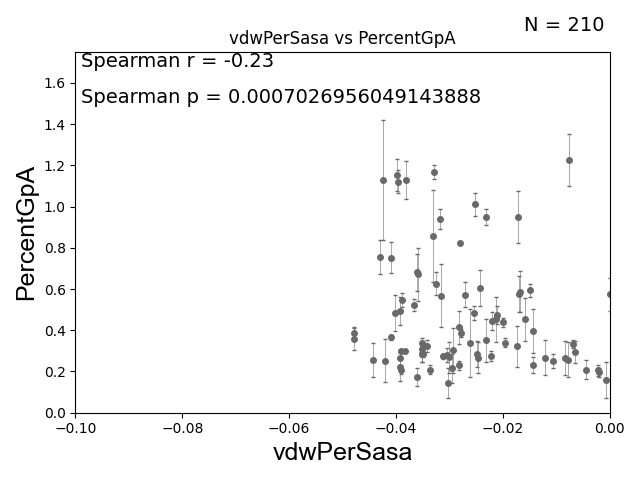 N = 210
vdwPerSasa vs PercentGpA
Spearman r = -0.23
Spearman p = 0.0007026956049143888
PercentGpA
1.6
1.4
1.2
1.0
0.8
0.6
0.4
0.2
0.0
−0.10
−0.08
−0.06
−0.04
−0.02
0.00
vdwPerSasa